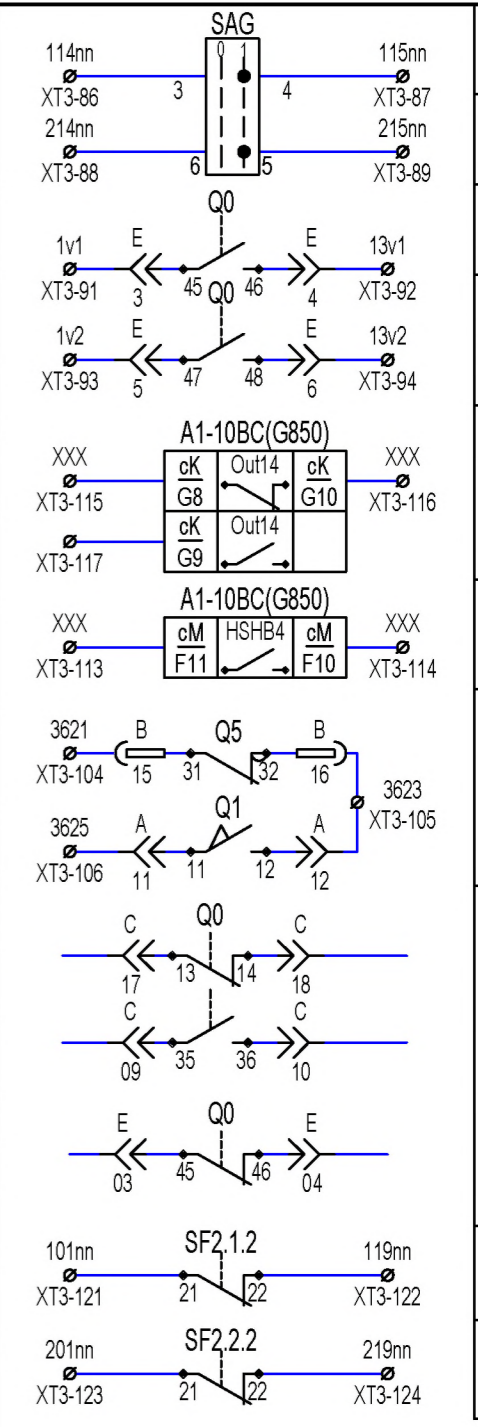 SAG
0 1
114nn 115nn
3 4
XT3-86 XT3-87
214nn 215nn
6 5
XT3-88 XT3-89
Q0
1v1 E E 13v1
XT3-91 3 45 46 4 XT3-92
Q0
1v2 E E 13v2
XT3-93 5 47 48 6 XT3-94
A1-10BC(G850)
XXX cK Out14 cK XXX
XT3-115 G8 G10 XT3-116
cK Out14
XT3-117 G9
A1-10BC(G850)
XXX cM HSHB4 cM XXX
XT3-113 F11 F10 XT3-114
3621 B Q5 B
XT3-104 15 31 32 16
3623
XT3-105
3625 A Q1 A
XT3-106 11 11 12 12
C Q0 C
17 13 14 18
C C
09 35 36 10
E Q0 E
03 45 46 04
101nn SF2.1.2 119nn
XT3-121 21 22 XT3-122
201nn SF2.2.2 219nn
XT3-123 21 22 XT3-124